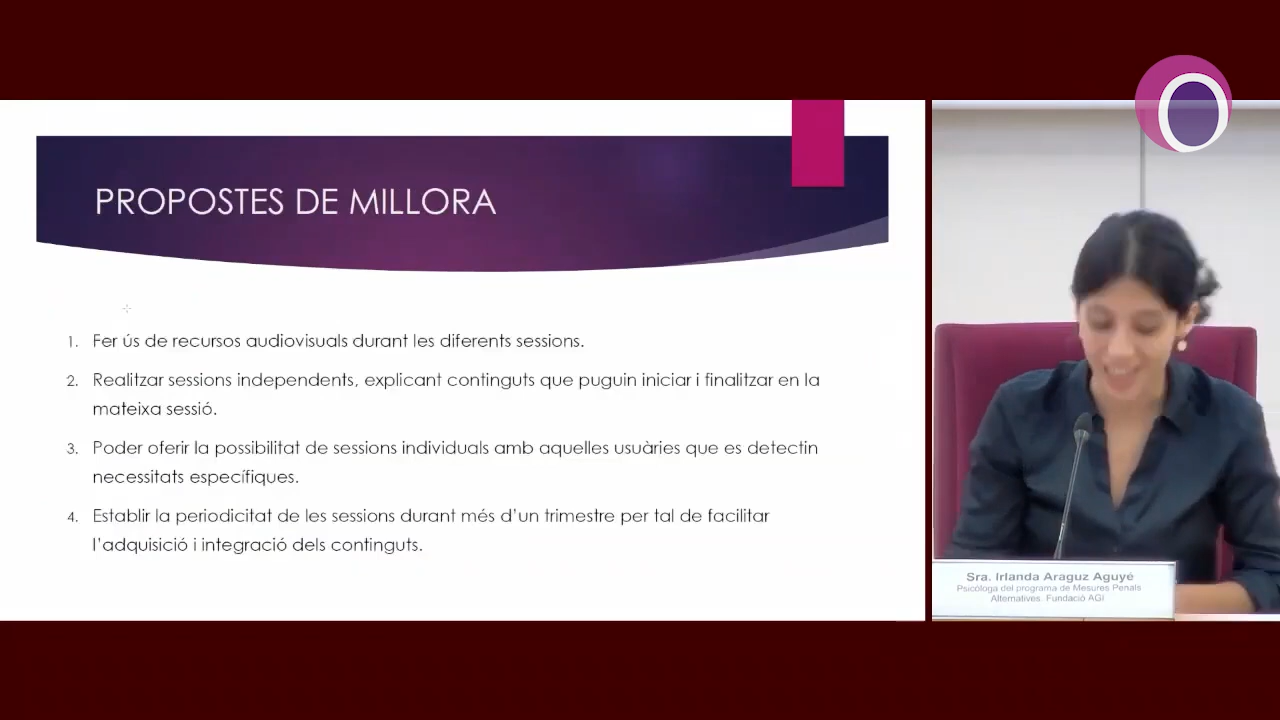 PROPOSTES DE MILLORA
1. Fer ús de recursos audiovisuals durant les diferents sessions.
2. Realitzar sessions independents, explicant continguts que puguin iniciar i finalitzar en la
mateixa sessió.
3. Poder oferir la possibilitat de sessions individuals amb aquelles usuàries que es detectin
necessitats específiques.
4. Establir la periodicitat de les sessions durant més d'un trimestre per tal de facilitar
l'adquisició i integració dels continguts.
Sra. Irlanda Araguz Aguyé
Psicóloga del programa de Mesures Penals
Alternatives. Fundació AGI